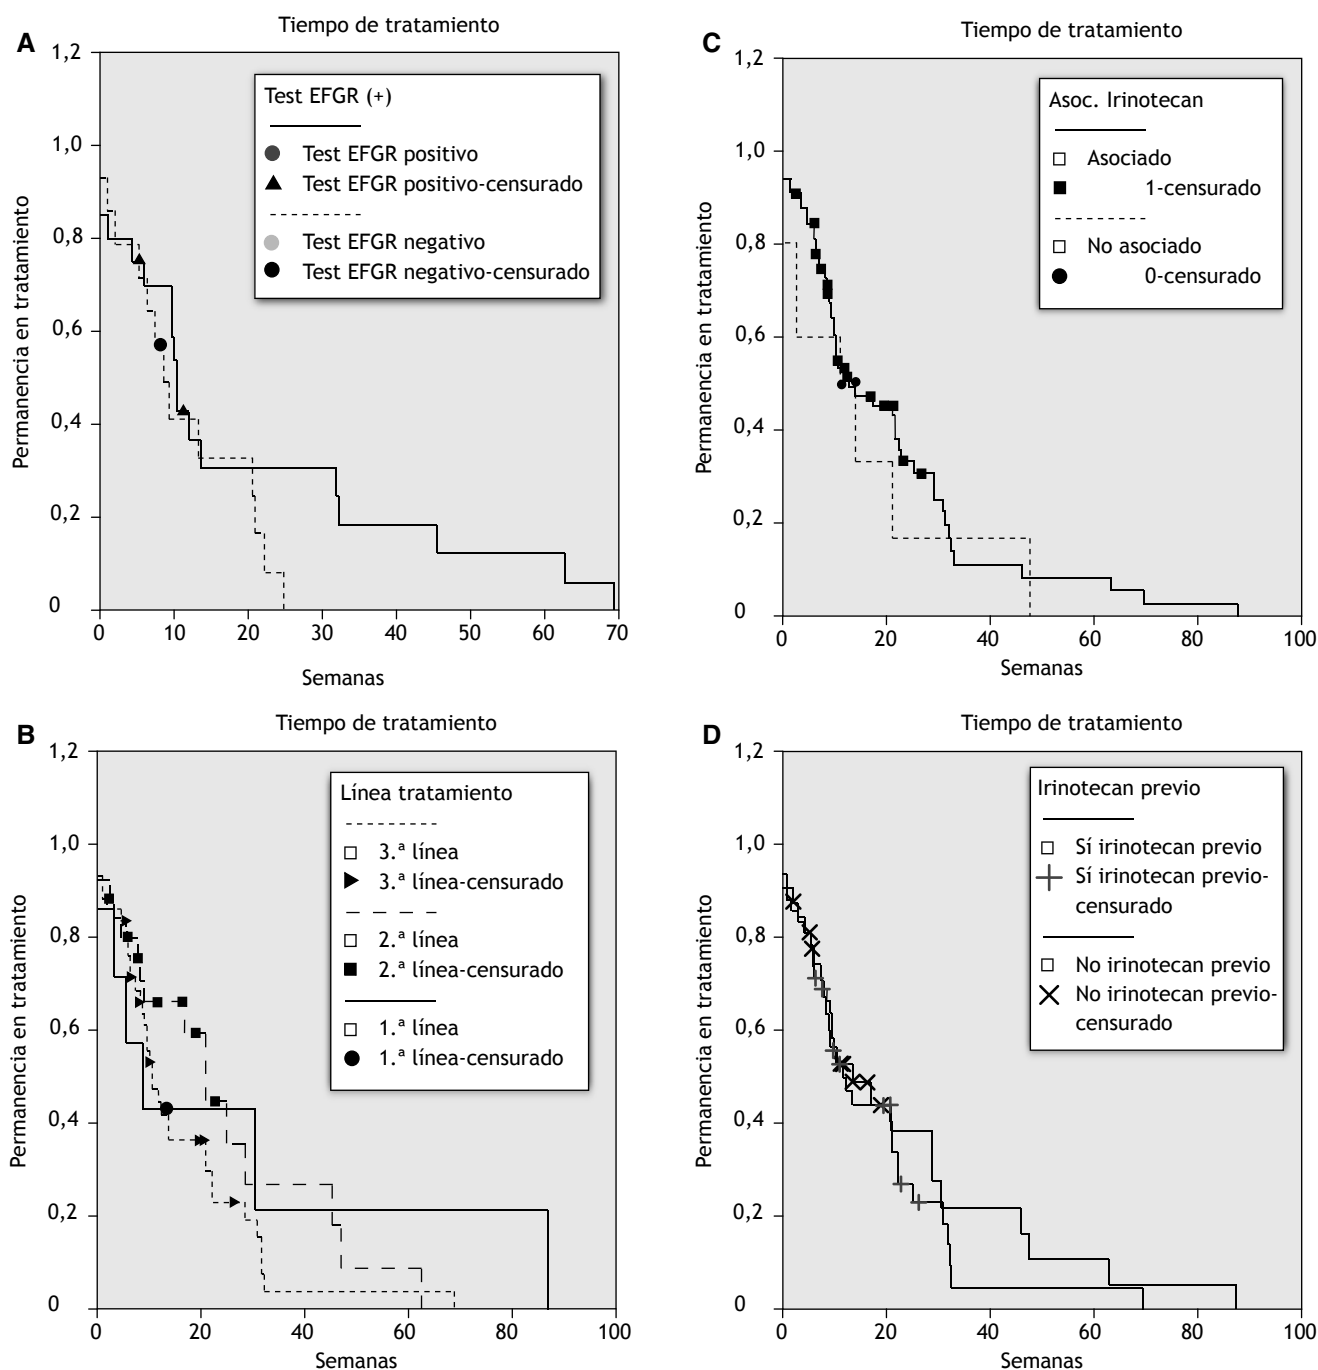 A
Tiempo de tratamiento
Permanencia en tratamiento
1,2
1,0
0,8
0,6
0,4
0,2
0
Test EFGR (+)
Test EFGR positivo
Test EFGR positivo-censurado
Test EFGR negativo
Test EFGR negativo-censurado
0 10 20 30 40 50 60 70
Semanas
C
Tiempo de tratamiento
Permanencia en tratamiento
1,2
1,0
0,8
0,6
0,4
0,2
0
Asoc. Irinotecan
Asociado
1-censurado
No asociado
0-censurado
0 20 40 60 80 100
Semanas
B
Tiempo de tratamiento
Permanencia en tratamiento
1,2
1,0
0,8
0,6
0,4
0,2
0
Línea tratamiento
3.ª línea
3.ª línea-censurado
2.ª línea
2.ª línea-censurado
1.ª línea
1.ª línea-censurado
0 20 40 60 80 100
Semanas
D
Tiempo de tratamiento
Permanencia en tratamiento
1,2
1,0
0,8
0,6
0,4
0,2
0
Irinotecan previo
Sí irinotecan previo
Sí irinotecan previo-
censurado
No irinotecan previo
No irinotecan previo-
censurado
0 20 40 60 80 100
Semanas